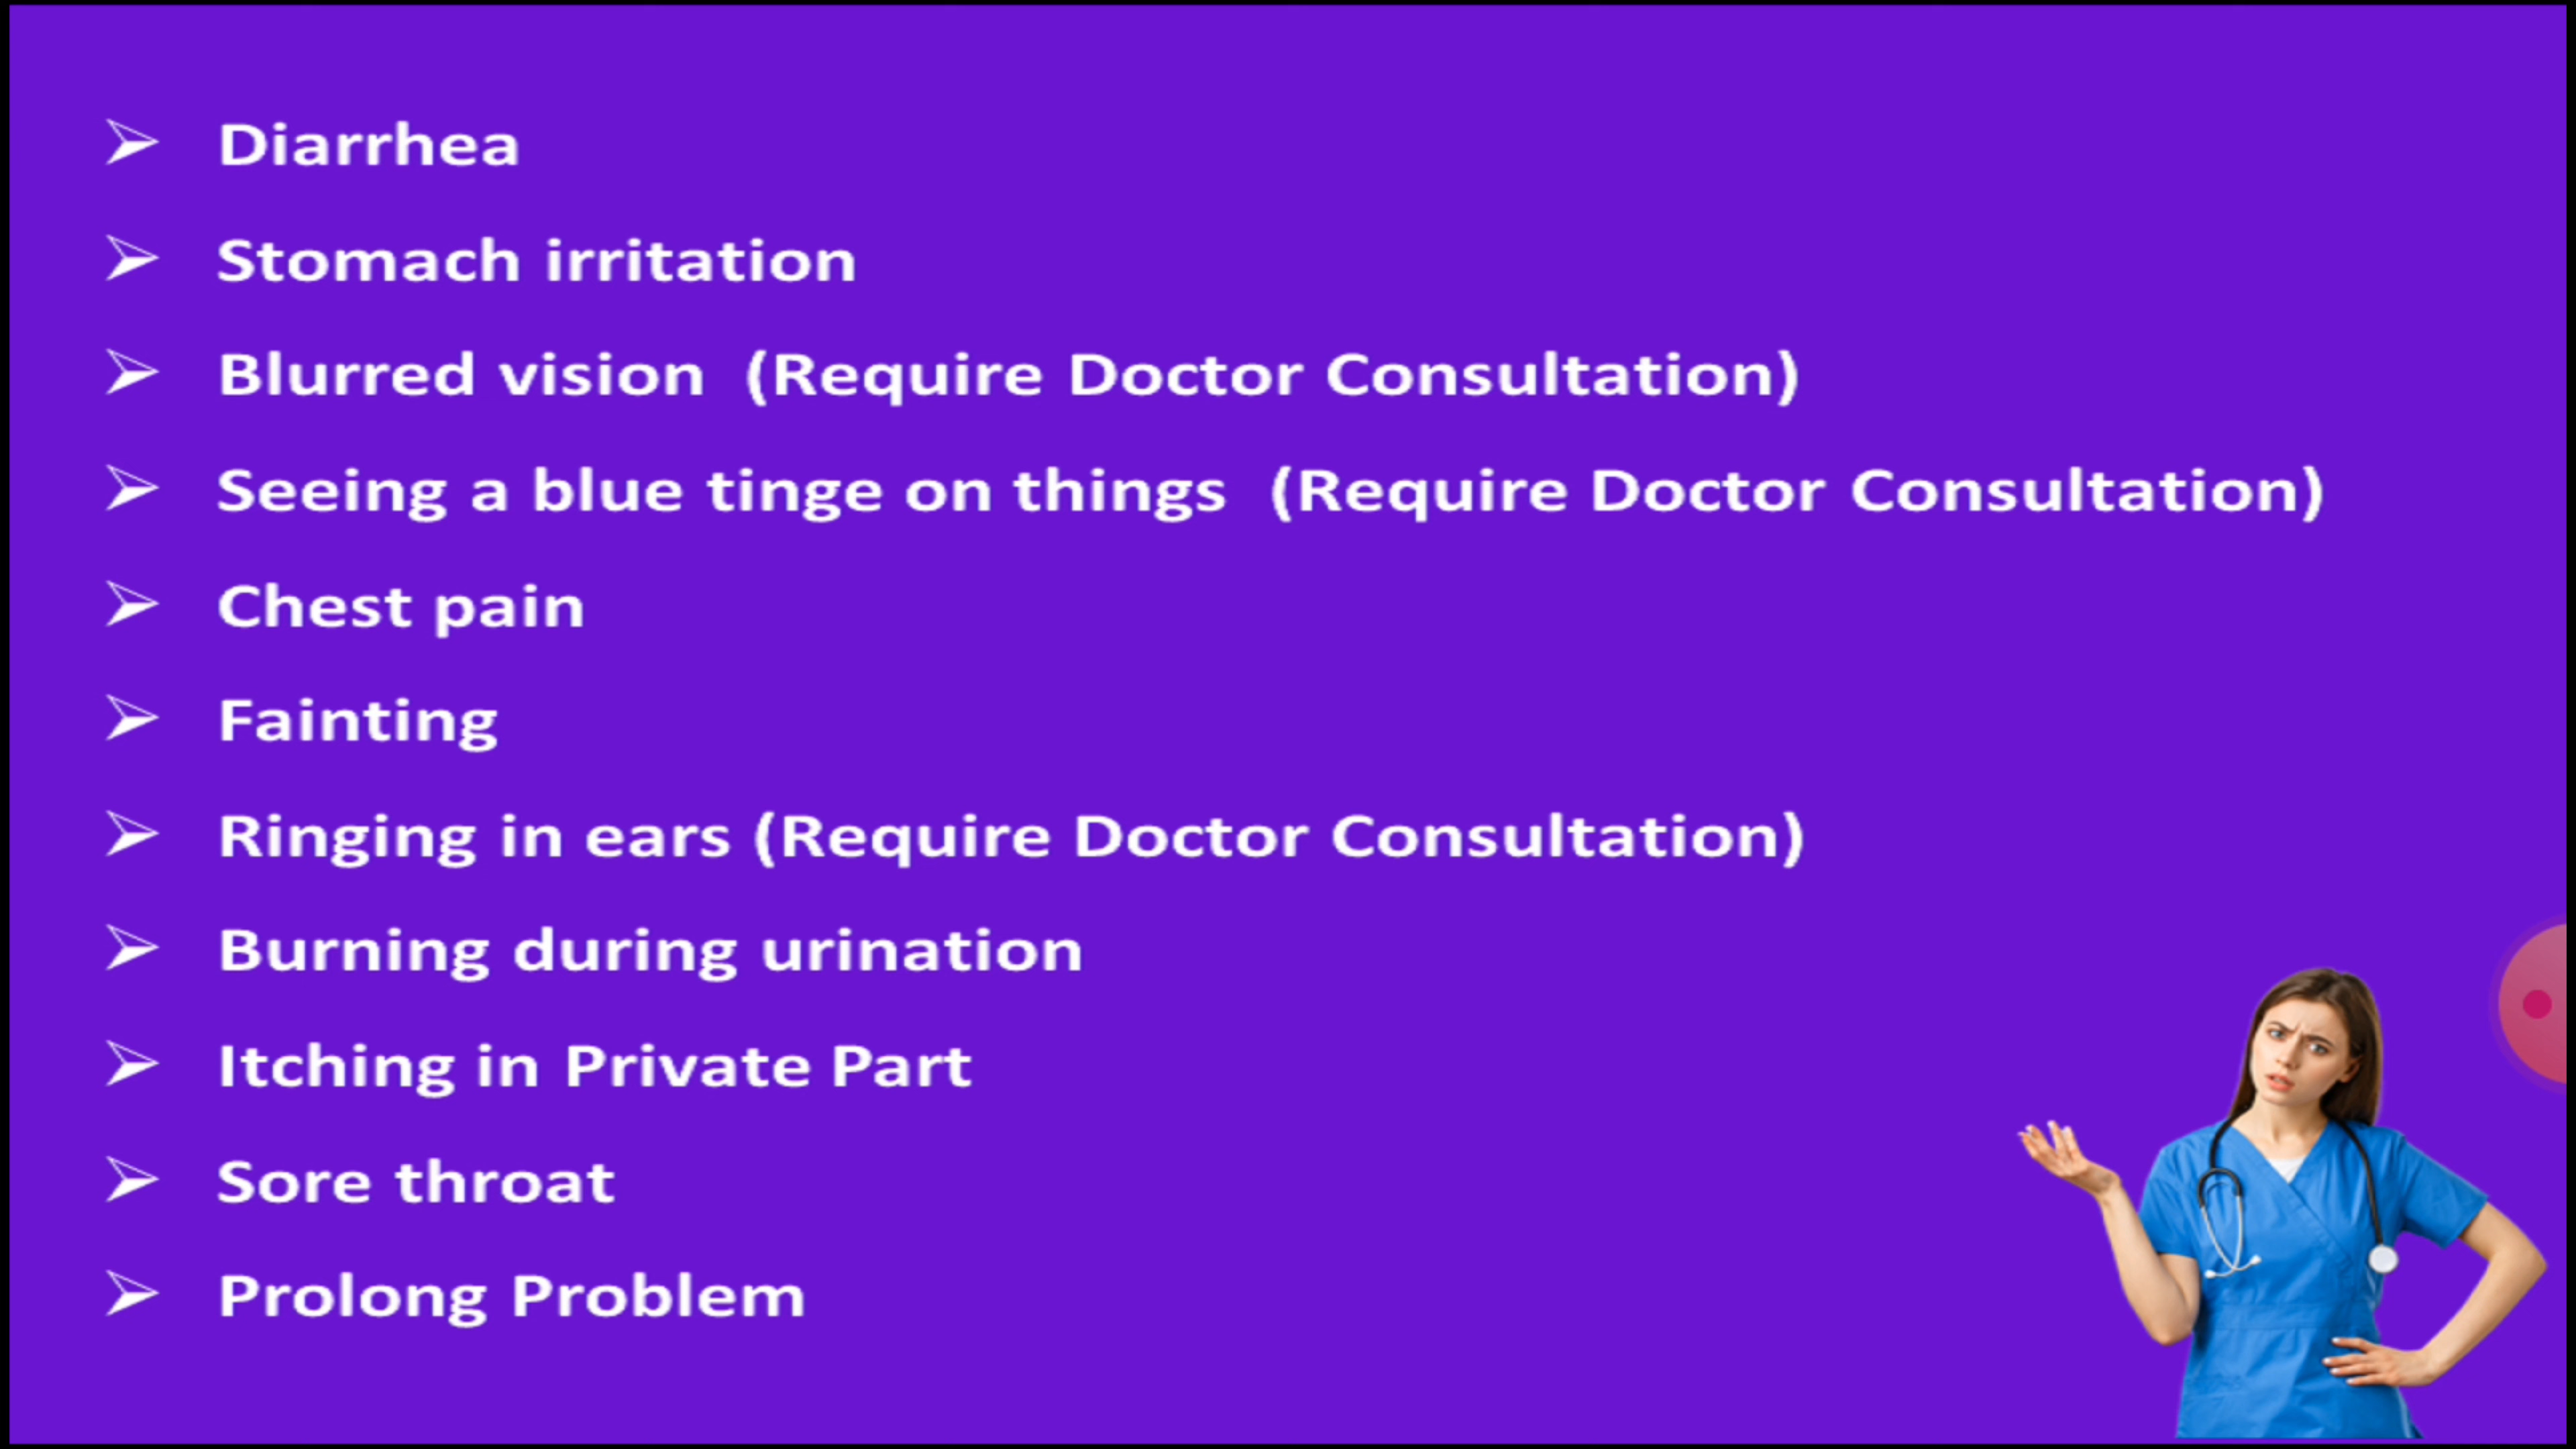 ➢ Diarrhea
➢ Stomach irritation
➢ Blurred vision (Require Doctor Consultation)
➢ Seeing a blue tinge on things (Require Doctor Consultation)
➢ Chest pain
➢ Fainting
➢ Ringing in ears (Require Doctor Consultation)
➢ Burning during urination
➢ Itching in Private Part
➢ Sore throat
➢ Prolong Problem